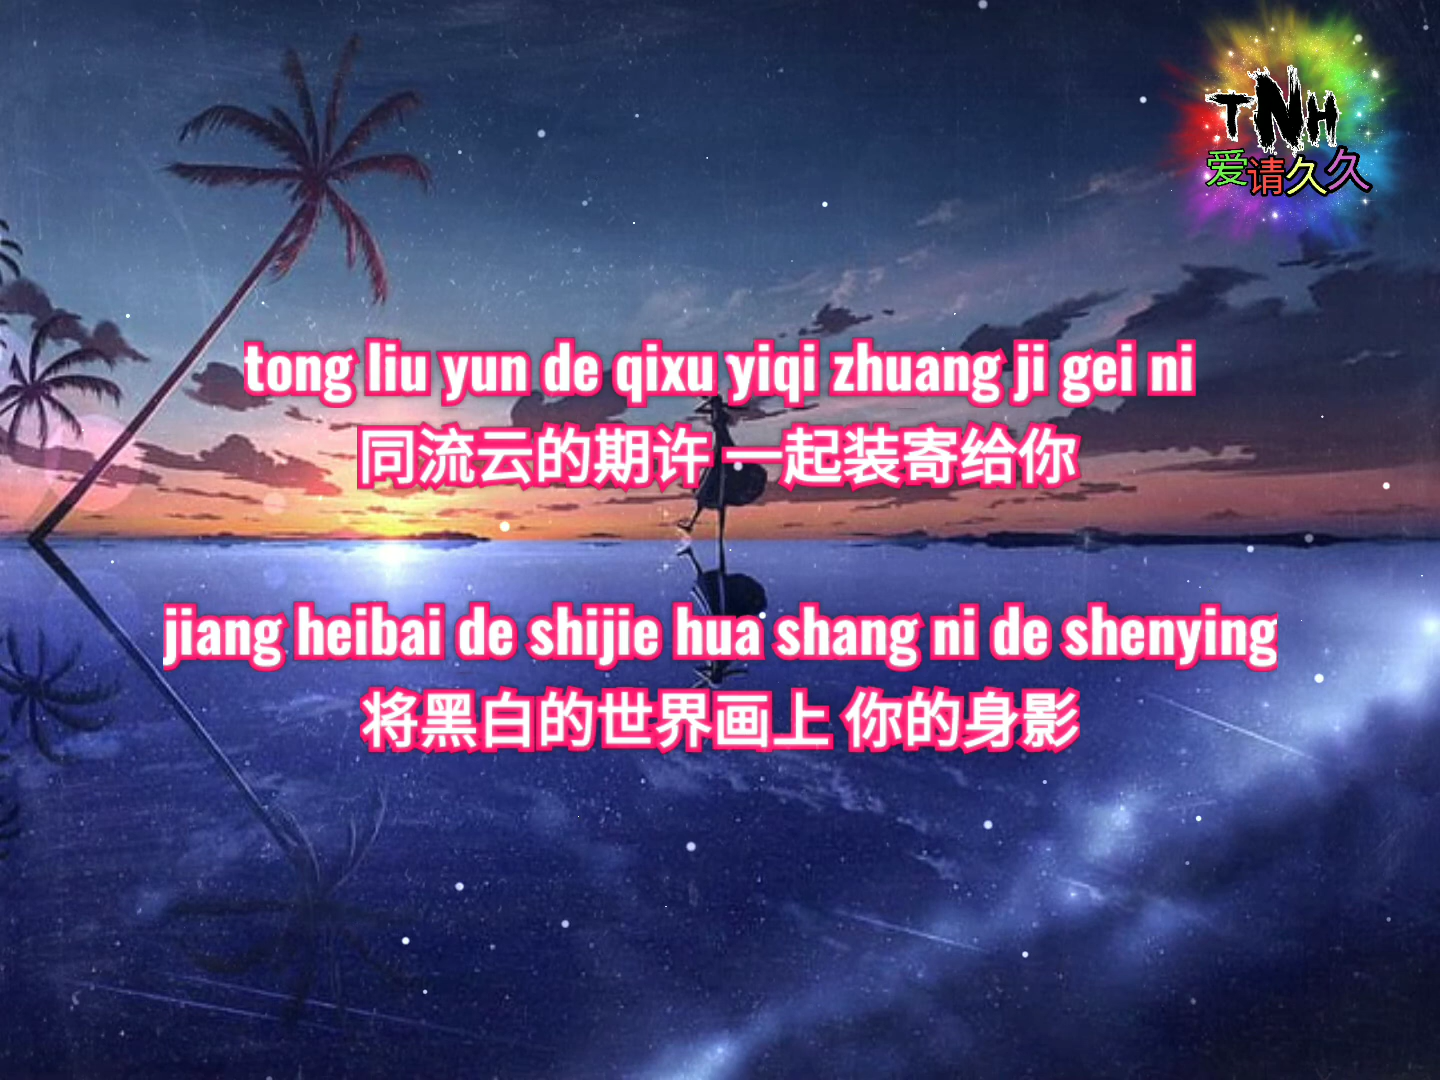 TNH
爱请久久
tong liu yun de qixu yiqi zhuang ji gei ni
同流云的期许 一起装寄给你
jiang heibai de shijie hua shang ni de shenying
将黑白的世界画上 你的身影